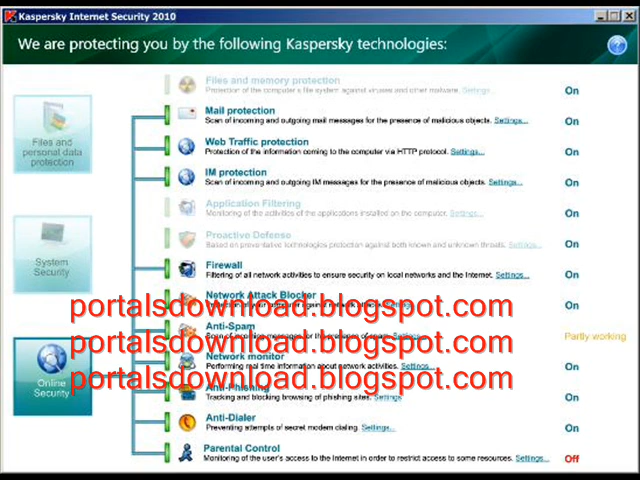 Kaspersky Internet Security 2010
We are protecting you by the following Kaspersky technologies:
Files and memory protection
Protection of the computer's file system against viruses and other malware. Settings...
On
Mail protection
Scan of incoming and outgoing mail messages for the presence of malicious objects. Settings...
On
Files and
personal data
protection
Web Traffic protection
Protection of the information coming to the computer via HTTP protocol. Settings...
On
IM protection
Scan of incoming and outgoing IM messages for the presence of malicious objects. Settings...
On
Application Filtering
Monitoring of the activities of the applications installed on the computer. Settings...
On
Proactive Defense
Based on preventative technologies protection against both known and unknown threats. Settings...
On
System
Security
Firewall
Filtering of all network activities to ensure security on local networks and the Internet. Settings...
On
Network Attack Blocker
On
portalsdownload.blogspot.com
Anti-Spam
Partly working
portalsdownload.blogspot.com
Network monitor
Performing real time information about network activities. Settings...
On
portalsdownload.blogspot.com
Online
Security
Anti-Phishing
Tracking and blocking browsing of phishing sites. Settings
On
Anti-Dialer
Preventing attempts of secret modem dialing. Settings...
On
Parental Control
Monitoring of the user's access to the Internet in order to restrict access to some resources. Settings...
Off